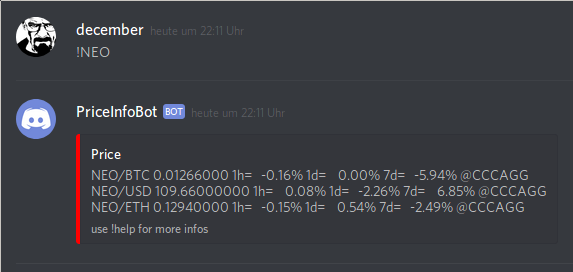 december heute um 22:11 Uhr
!NEO
PriceInfoBot BOT heute um 22:11 Uhr
Price
NEO/BTC 0.01266000 1h= -0.16% 1d= 0.00% 7d= -5.94% @CCCAGG
NEO/USD 109.66000000 1h= 0.08% 1d= -2.26% 7d= 6.85% @CCCAGG
NEO/ETH 0.12940000 1h= -0.15% 1d= 0.54% 7d= -2.49% @CCCAGG
use !help for more infos